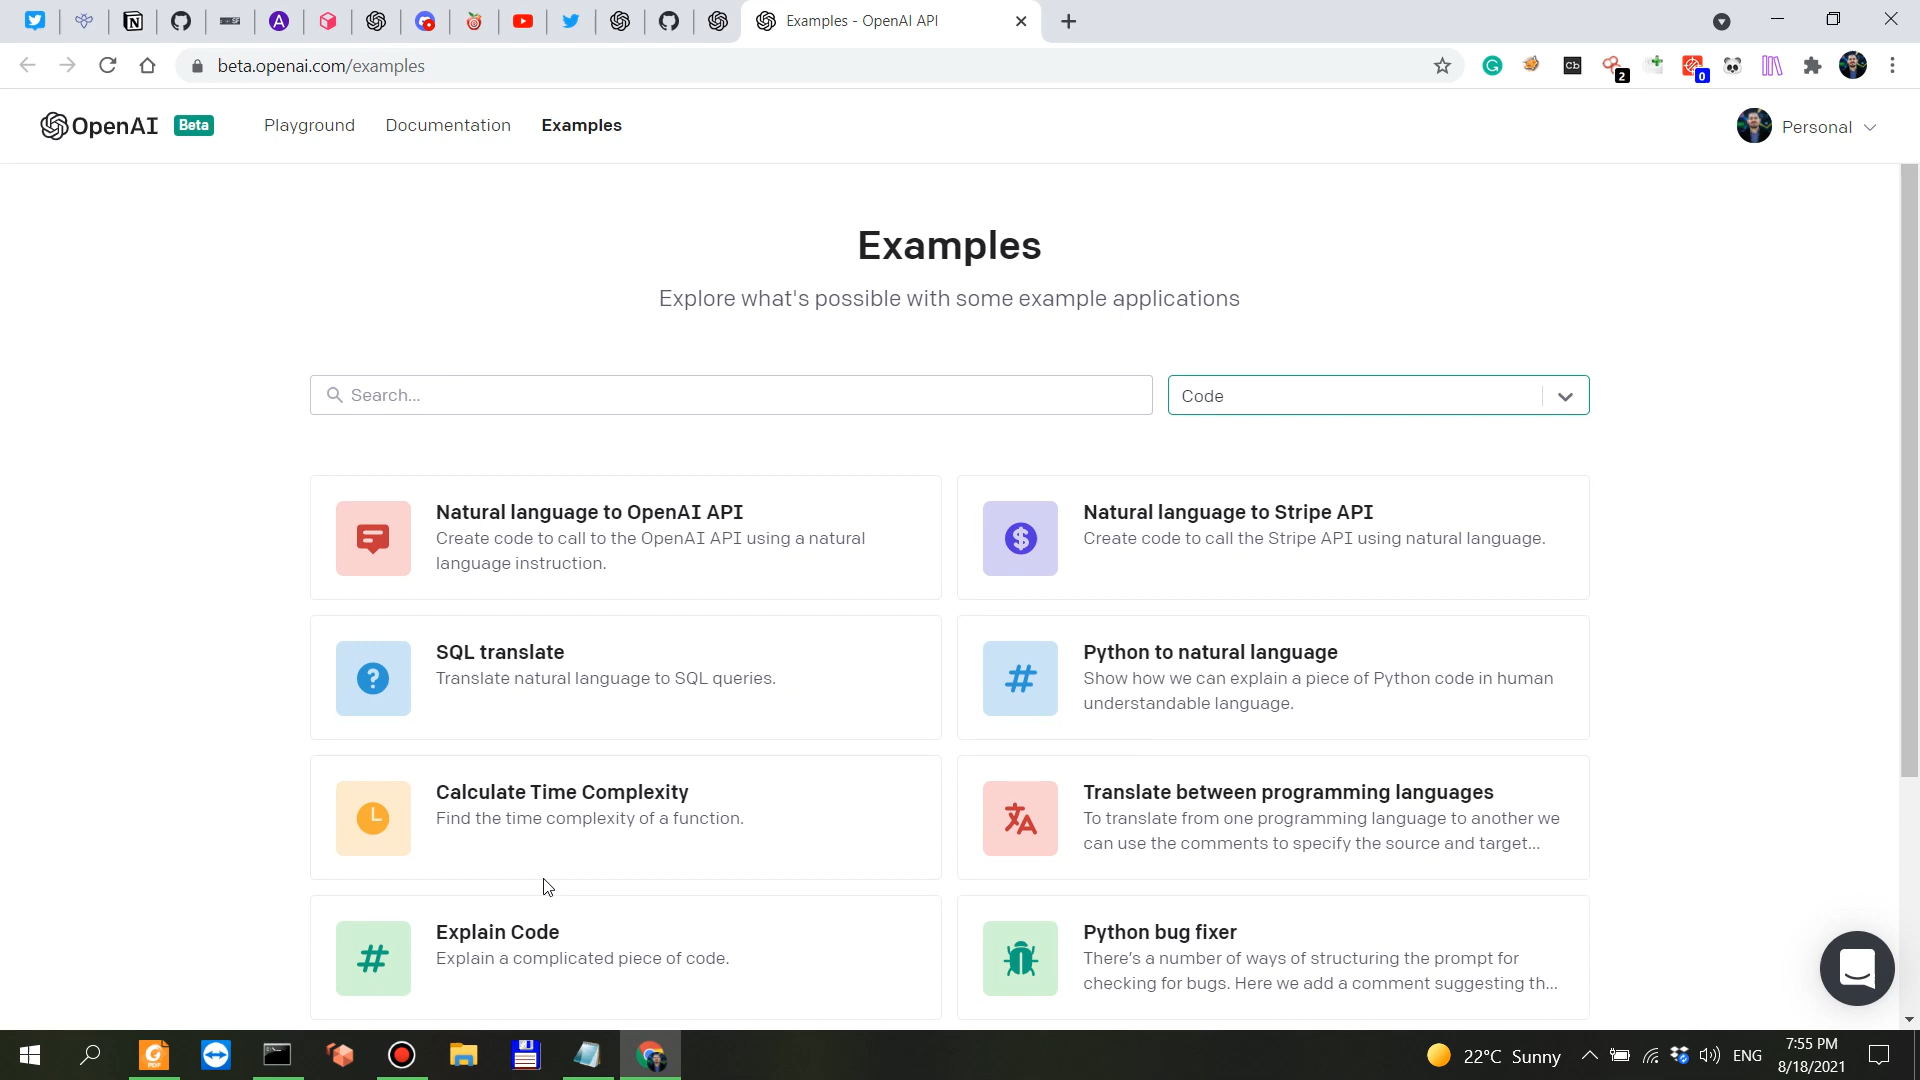 Examples - OpenAI API
beta.openai.com/examples
2
0
OpenAI Beta Playground Documentation Examples Personal
Examples
Explore what's possible with some example applications
Search...
Code
Natural language to OpenAI API
Create code to call to the OpenAI API using a natural
language instruction.
Natural language to Stripe API
Create code to call the Stripe API using natural language.
SQL translate
Translate natural language to SQL queries.
Python to natural language
Show how we can explain a piece of Python code in human
understandable language.
Calculate Time Complexity
Find the time complexity of a function.
Translate between programming languages
To translate from one programming language to another we
can use the comments to specify the source and target...
Explain Code
Explain a complicated piece of code.
Python bug fixer
There's a number of ways of structuring the prompt for
checking for bugs. Here we add a comment suggesting th...
22°C Sunny
ENG
7:55 PM
8/18/2021